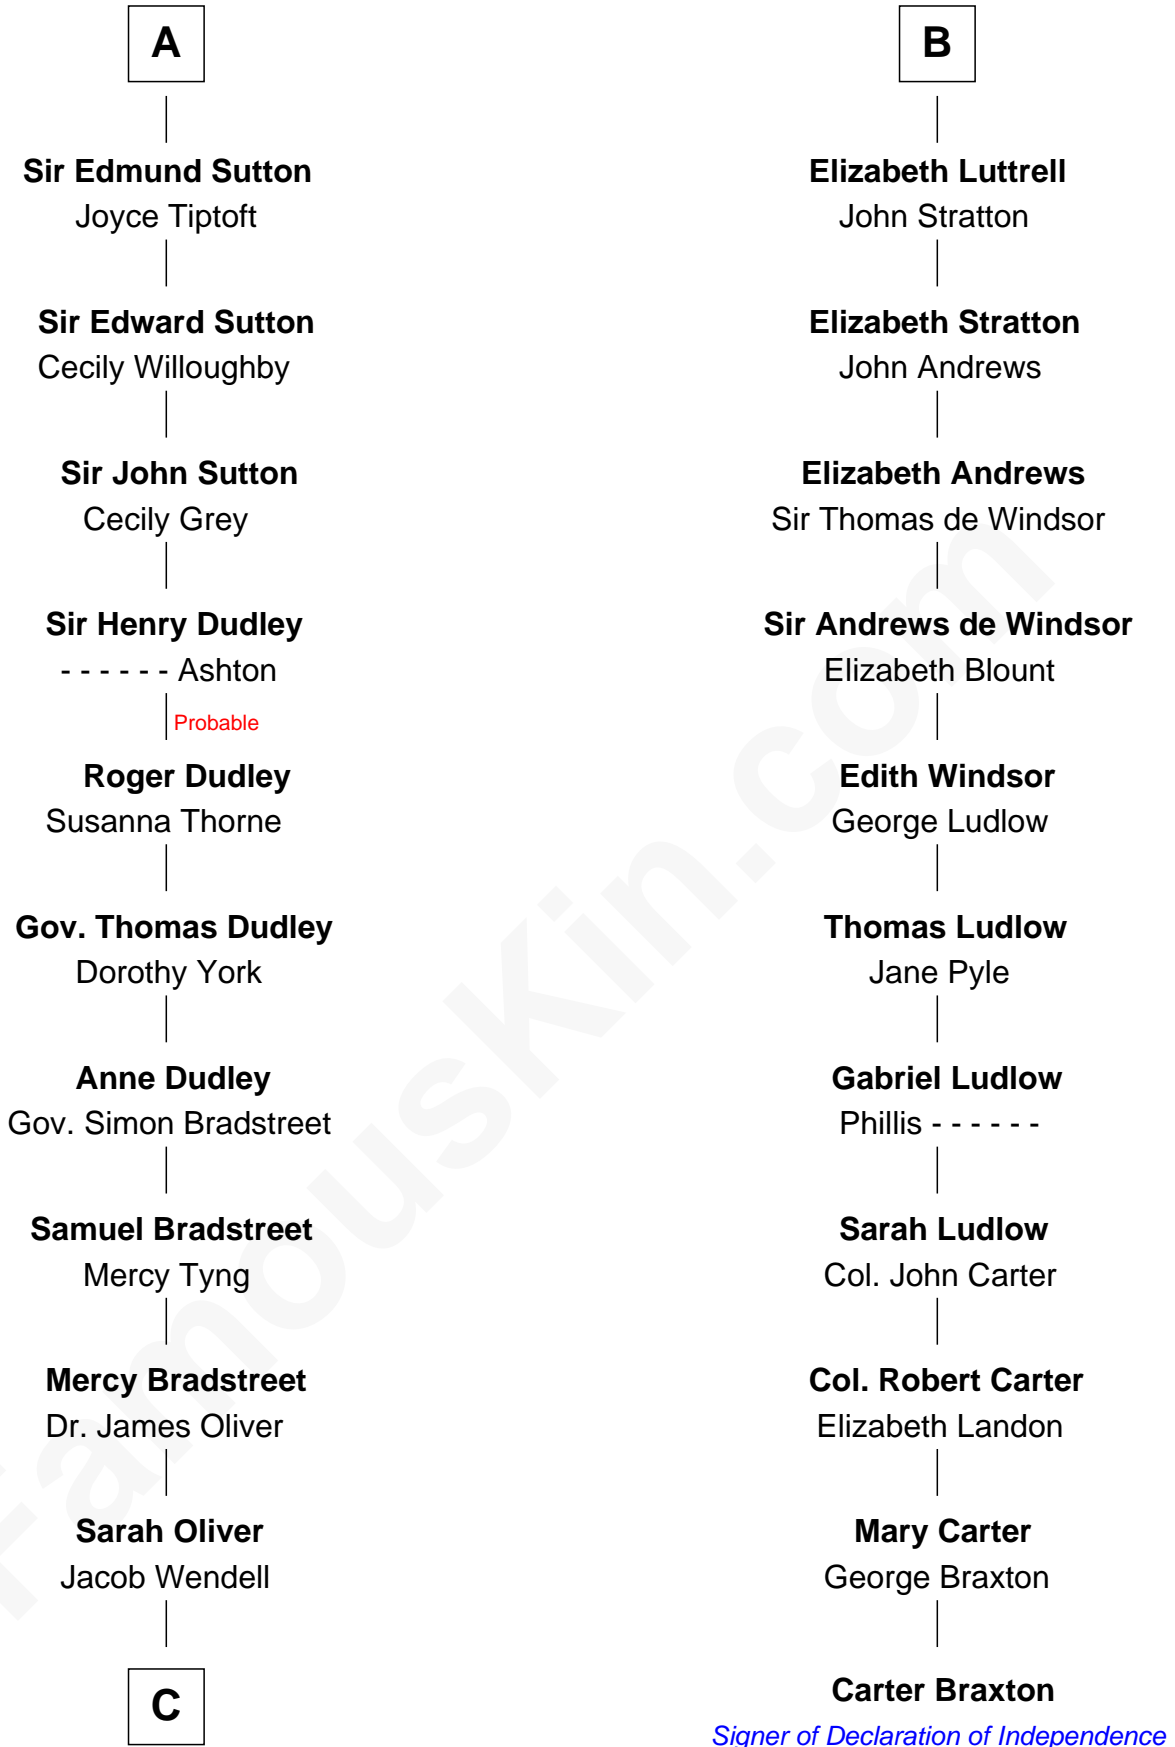 A
Sir Edmund Sutton
Joyce Tiptoft
Sir Edward Sutton
Cecily Willoughby
Sir John Sutton
Cecily Grey
Sir Henry Dudley
- - - - - - Ashton
Probable
Roger Dudley
Susanna Thorne
Gov. Thomas Dudley
Dorothy York
Anne Dudley
Gov. Simon Bradstreet
Samuel Bradstreet
Mercy Tyng
Mercy Bradstreet
Dr. James Oliver
Sarah Oliver
Jacob Wendell
C
B
Elizabeth Luttrell
John Stratton
Elizabeth Stratton
John Andrews
Elizabeth Andrews
Sir Thomas de Windsor
Sir Andrews de Windsor
Elizabeth Blount
Edith Windsor
George Ludlow
Thomas Ludlow
Jane Pyle
Gabriel Ludlow
Phillis - - - - - -
Sarah Ludlow
Col. John Carter
Col. Robert Carter
Elizabeth Landon
Mary Carter
George Braxton
Carter Braxton
Signer of Declaration of Independence
FamousKin.com